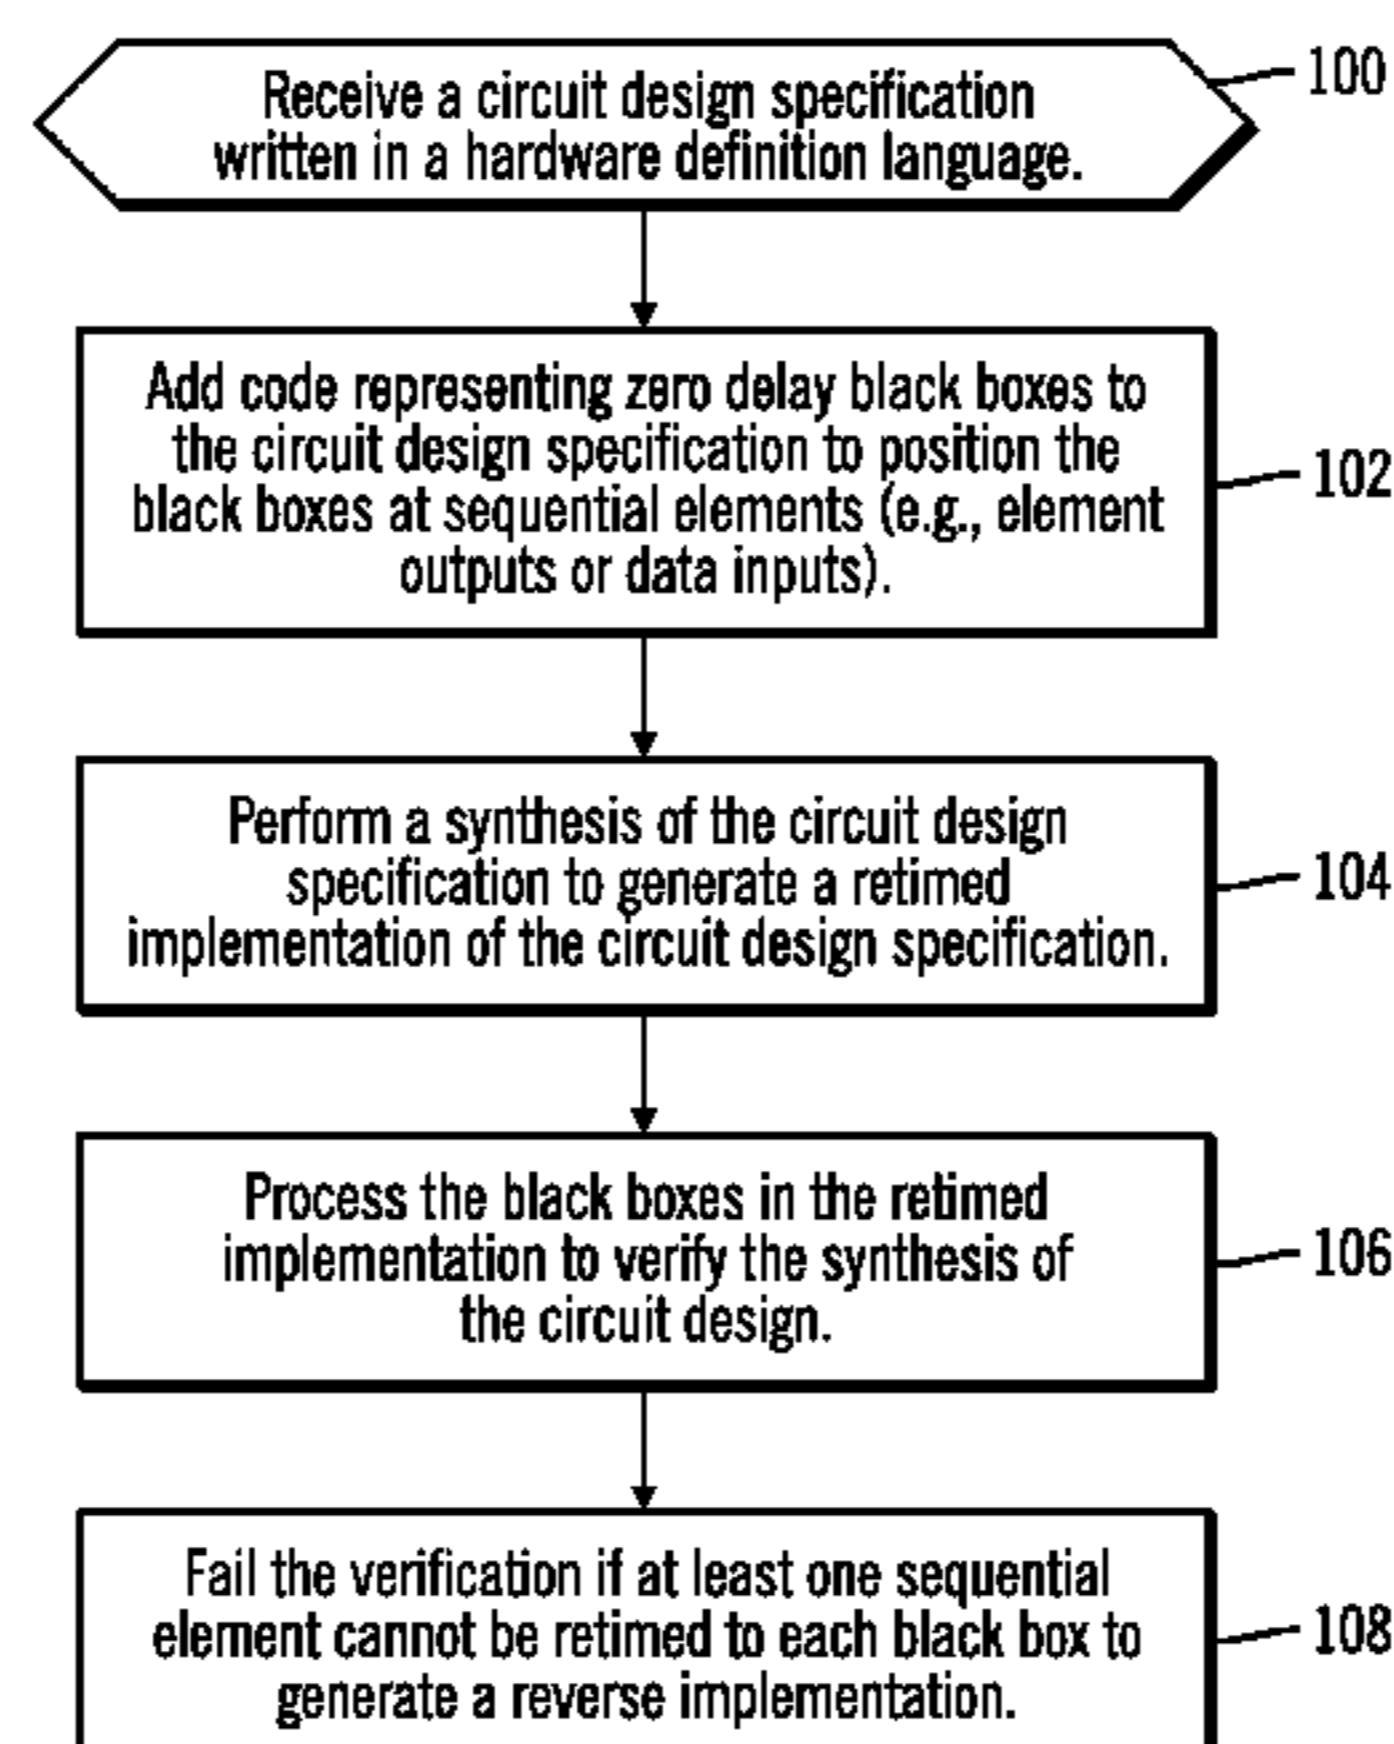 Receive a circuit design specification
written in a hardware definition language.
100
Add code representing zero delay black boxes to
the circuit design specification to position the
black boxes at sequential elements (e.g., element
outputs or data inputs).
102
Perform a synthesis of the circuit design
specification to generate a retimed
implementation of the circuit design specification.
104
Process the black boxes in the retimed
implementation to verify the synthesis of
the circuit design.
106
Fail the verification if at least one sequential
element cannot be retimed to each black box to
generate a reverse implementation.
108